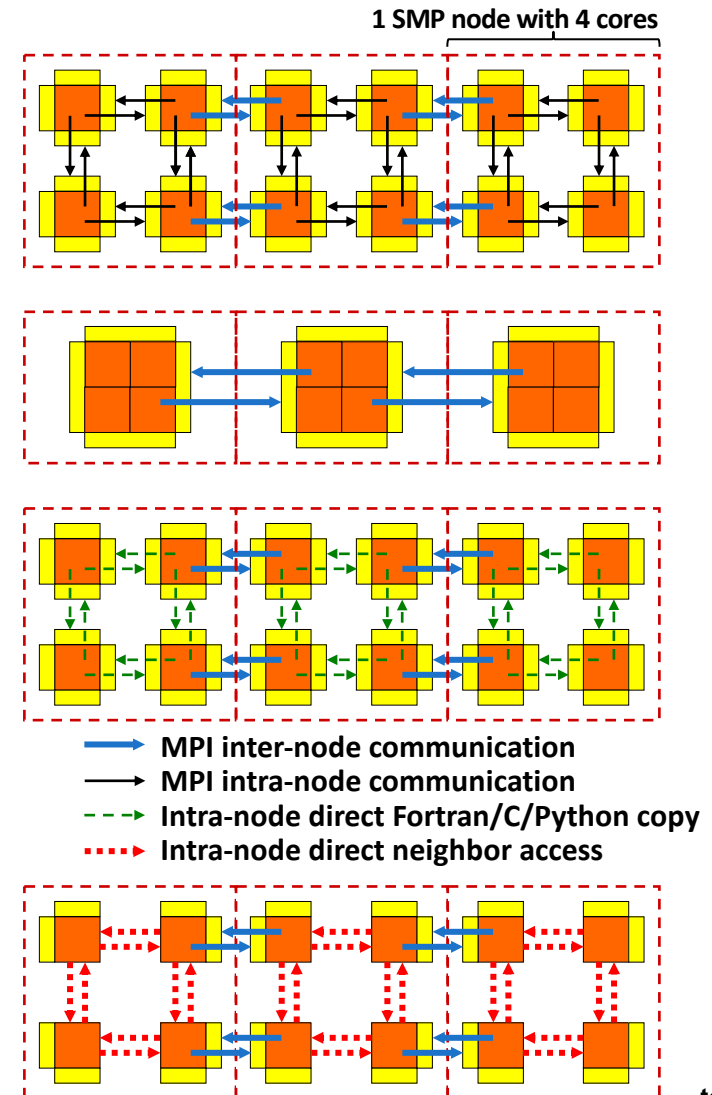 1 SMP node with 4 cores
MPI inter-node communication
MPI intra-node communication
Intra-node direct Fortran/C/Python copy
Intra-node direct neighbor access